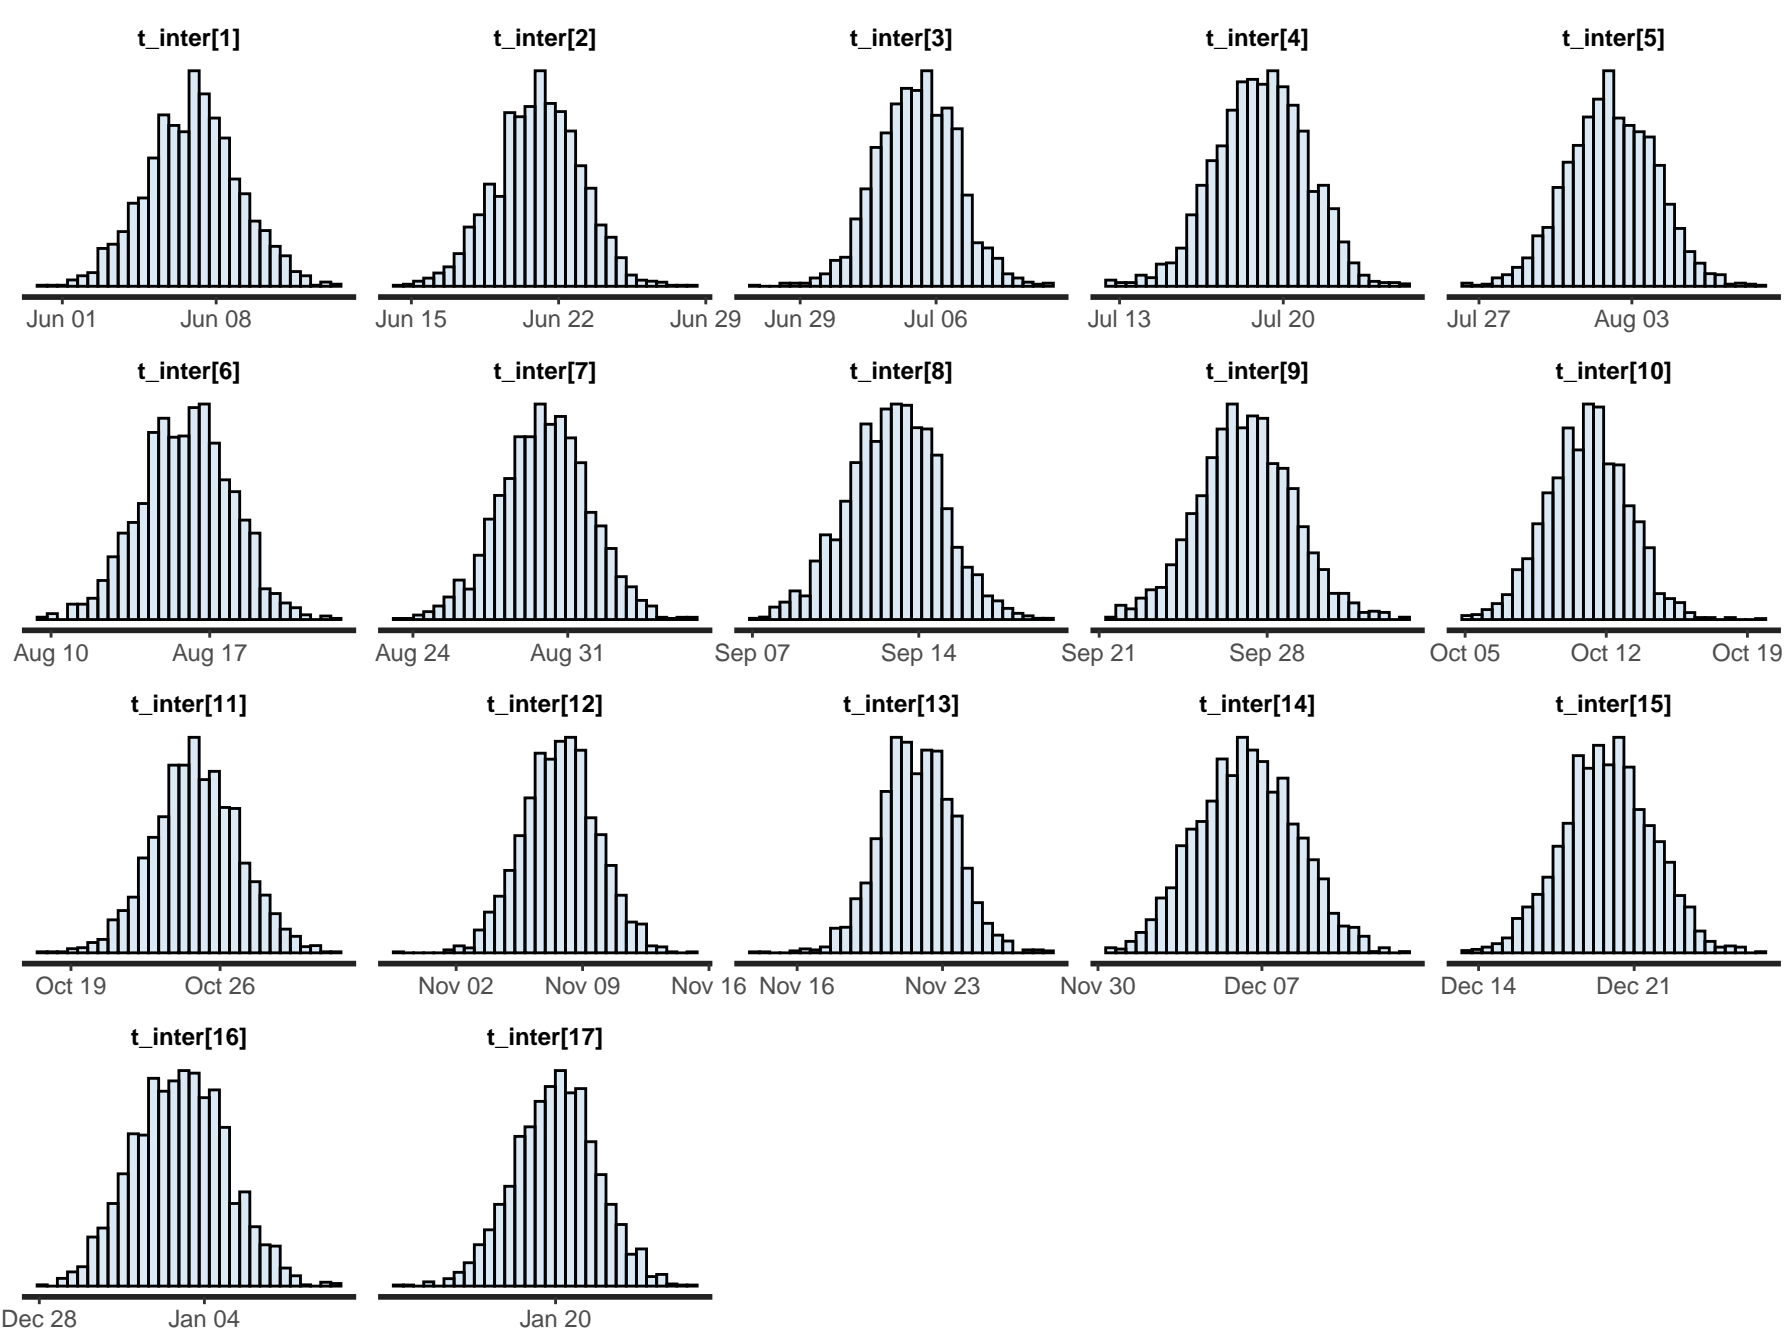 t_inter[1] t_inter[2] t_inter[3] t_inter[4] t_inter[5]
Jun 01 Jun 08 Jun 15 Jun 22 Jun 29 Jun 29 Jul 06 Jul 13 Jul 20 Jul 27 Aug 03
t_inter[6] t_inter[7] t_inter[8] t_inter[9] t_inter[10]
Aug 10 Aug 17 Aug 24 Aug 31 Sep 07 Sep 14 Sep 21 Sep 28 Oct 05 Oct 12 Oct 19
t_inter[11] t_inter[12] t_inter[13] t_inter[14] t_inter[15]
Oct 19 Oct 26 Nov 02 Nov 09 Nov 16 Nov 16 Nov 23 Nov 30 Dec 07 Dec 14 Dec 21
t_inter[16] t_inter[17]
Dec 28 Jan 04 Jan 20